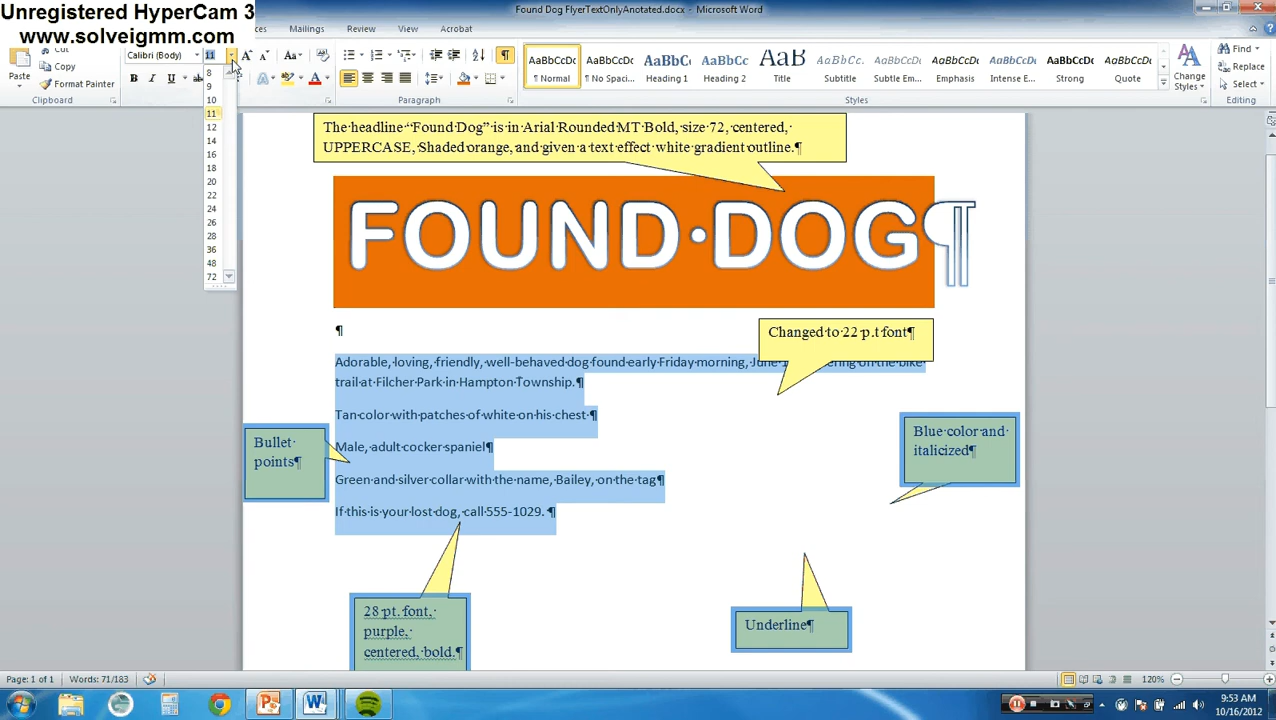 Unregistered HyperCam 3
www.solveigmm.com
Found Dog FlyerTextOnlyAnotated.docx - Microsoft Word
Mailings Review View Acrobat
Cut
Copy
Format Painter
Paste
Clipboard
Calibri (Body) 11
B I U
Aa
Paragraph
AaBbCcDc AaBbCcDc AaBbCc AaBbCc AaB AaBbCcDc AaBbCcDc AaBbCcDc AaBbCcDc AaBbCcDc
¶ Normal ¶ No Spaci... Heading 1 Heading 2 Title Subtitle Subtle Em... Emphasis Intense E... Strong Quote
Change
Styles
Styles
Find
Replace
Select
Editing
8
9
10
11
12
14
16
18
20
22
24
26
28
36
48
72
The·headline·“Found·Dog”·is·in·Arial·Rounded·MT·Bold,·size·72,·centered,·
UPPERCASE,·Shaded·orange,·and·given·a·text·effect·white·gradient·outline.¶
FOUND·DOG¶
¶
Changed·to·22·p.t·font¶
Adorable,·loving,·friendly,·well-behaved·dog·found·early·Friday·morning,·on·the·bike·
trail·at·Filcher·Park·in·Hampton·Township.¶
Tan·color·with·patches·of·white·on·his·chest·¶
Male,·adult·cocker·spaniel¶
Green·and·silver·collar·with·the·name,·Bailey,·on·the·tag¶
If·this·is·your·lost·dog,·call·555-1029.·¶
Bullet·
points¶
Blue·color·and·
italicized¶
28·pt.·font,·
purple,·
centered,·bold.¶
Underline¶
Page: 1 of 1 Words: 71/183 120%
9:53 AM
10/16/2012